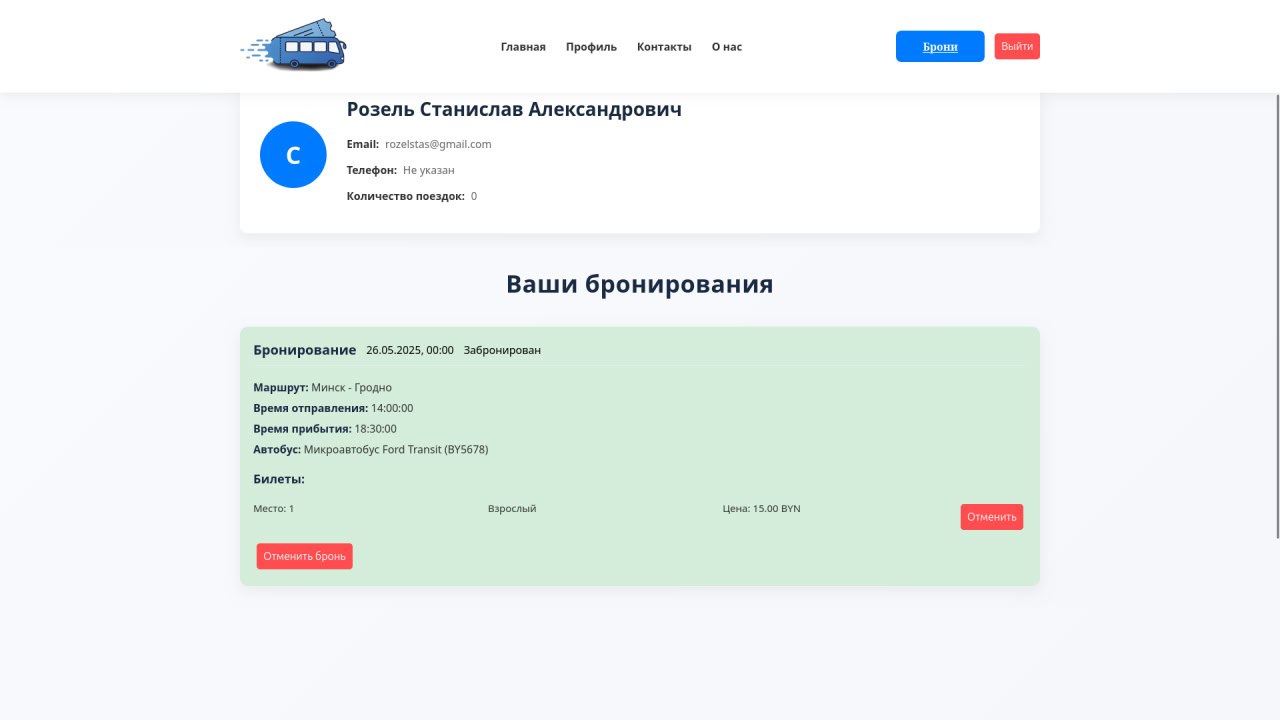 Главная Профиль Контакты О нас Брони Выйти
Розель Станислав Александрович
С
Email: rozelstas@gmail.com
Телефон: Не указан
Количество поездок: 0
Ваши бронирования
Бронирование 26.05.2025, 00:00 Забронирован
Маршрут: Минск - Гродно
Время отправления: 14:00:00
Время прибытия: 18:30:00
Автобус: Микроавтобус Ford Transit (BY5678)
Билеты:
Место: 1 Взрослый Цена: 15.00 BYN Отменить
Отменить бронь